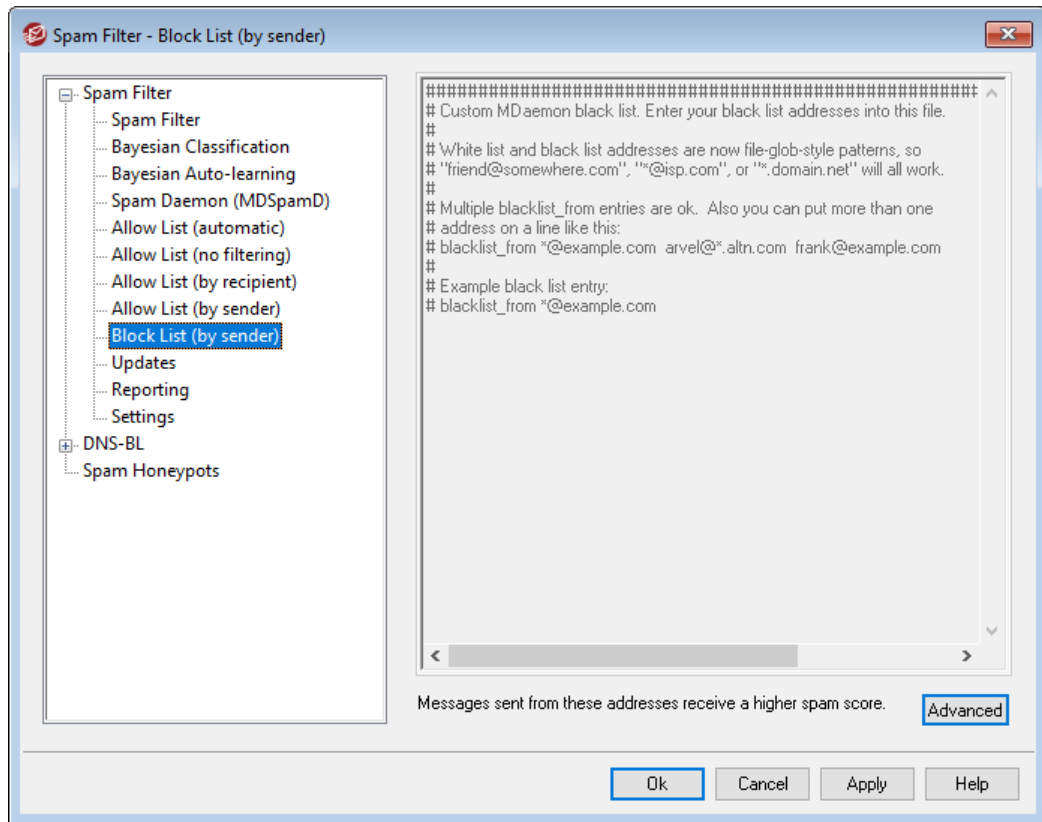 Spam Filter - Block List (by sender)
Spam Filter
Spam Filter
Bayesian Classification
Bayesian Auto-learning
Spam Daemon (MDSpamD)
Allow List (automatic)
Allow List (no filtering)
Allow List (by recipient)
Allow List (by sender)
Block List (by sender)
Updates
Reporting
Settings
DNS-BL
Spam Honeypots
####################################################
# Custom MDaemon black list. Enter your black list addresses into this file.
#
# White list and black list addresses are now file-glob-style patterns, so
# "friend@somewhere.com", "*@isp.com", or "*.domain.net" will all work.
#
# Multiple blacklist_from entries are ok.  Also you can put more than one
# address on a line like this:
# blacklist_from *@example.com  arvel@*.altn.com  frank@example.com
#
# Example black list entry:
# blacklist_from *@example.com
Messages sent from these addresses receive a higher spam score.
Advanced
Ok
Cancel
Apply
Help